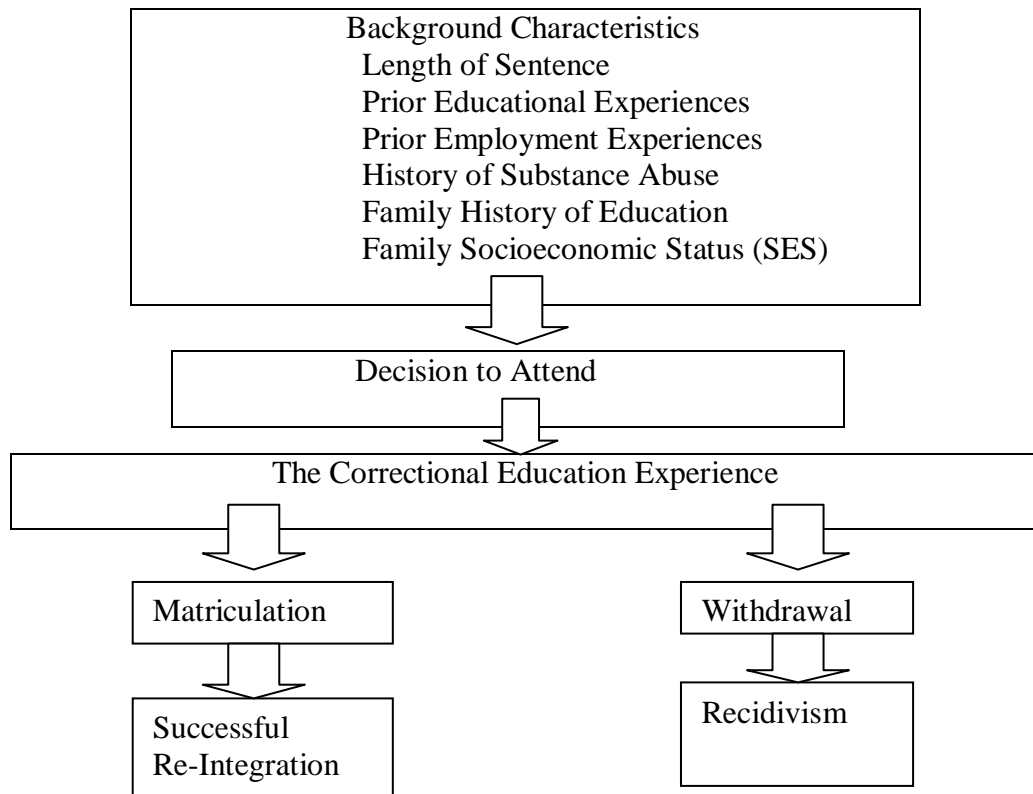 Background Characteristics
Length of Sentence
Prior Educational Experiences
Prior Employment Experiences
History of Substance Abuse
Family History of Education
Family Socioeconomic Status (SES)
Decision to Attend
The Correctional Education Experience
Matriculation
Withdrawal
Successful
Re-Integration
Recidivism